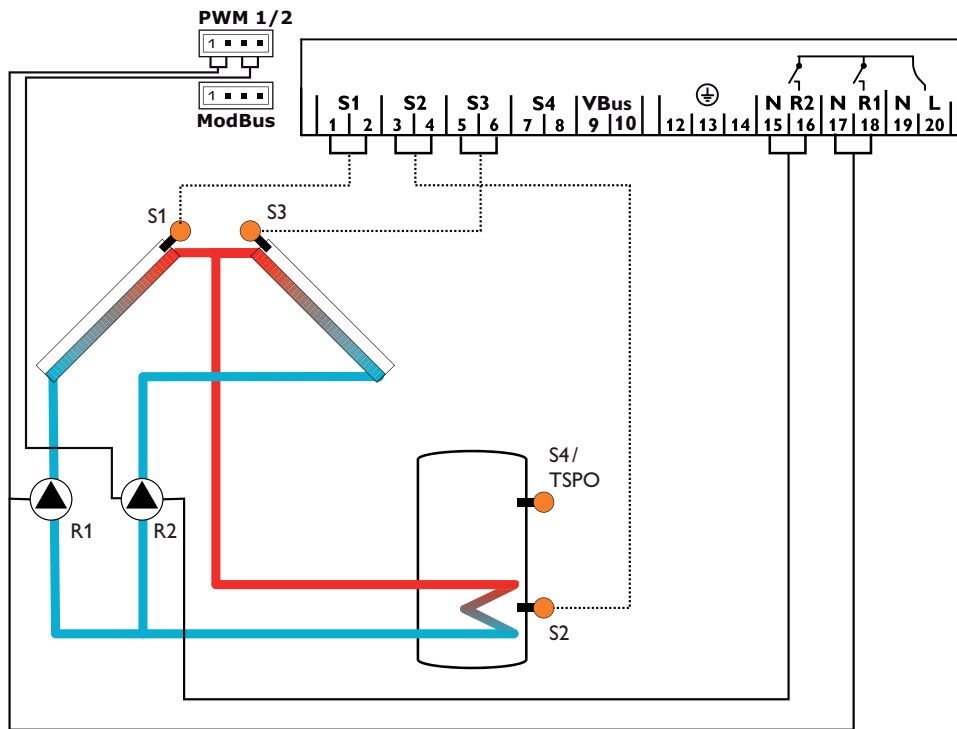 PWM 1/2
1
1
ModBus
S1 S2 S3 S4 VBus N R2 N R1 N L
1 2 3 4 5 6 7 8 9 10 12 13 14 15 16 17 18 19 20
S1 S3
S4/
TSPO
R1 R2
S2